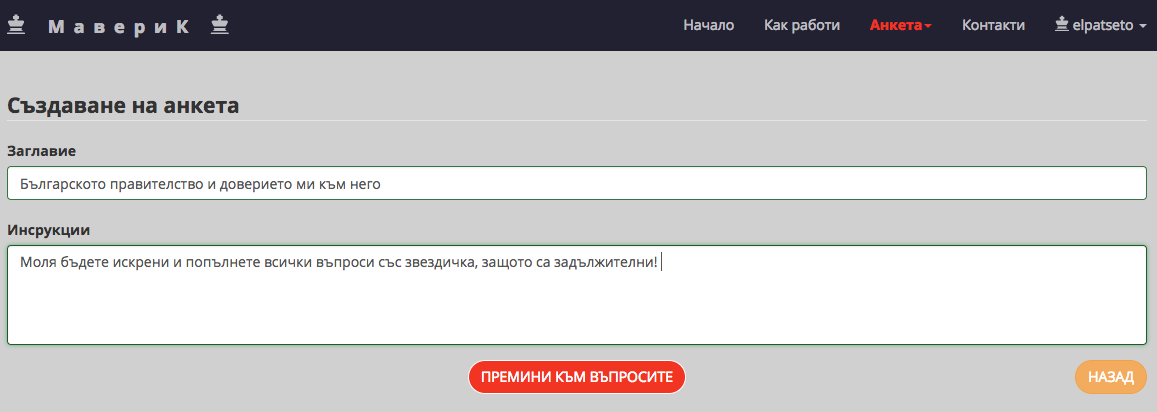 МавериК
Начало
Как работи
Анкета
Контакти
elpatseto
Създаване на анкета
Заглавие
Българското правителство и доверието ми към него
Инсрукции
Моля бъдете искрени и попълнете всички въпроси със звездичка, защото са задължителни!
ПРЕМИНИ КЪМ ВЪПРОСИТЕ
НАЗАД